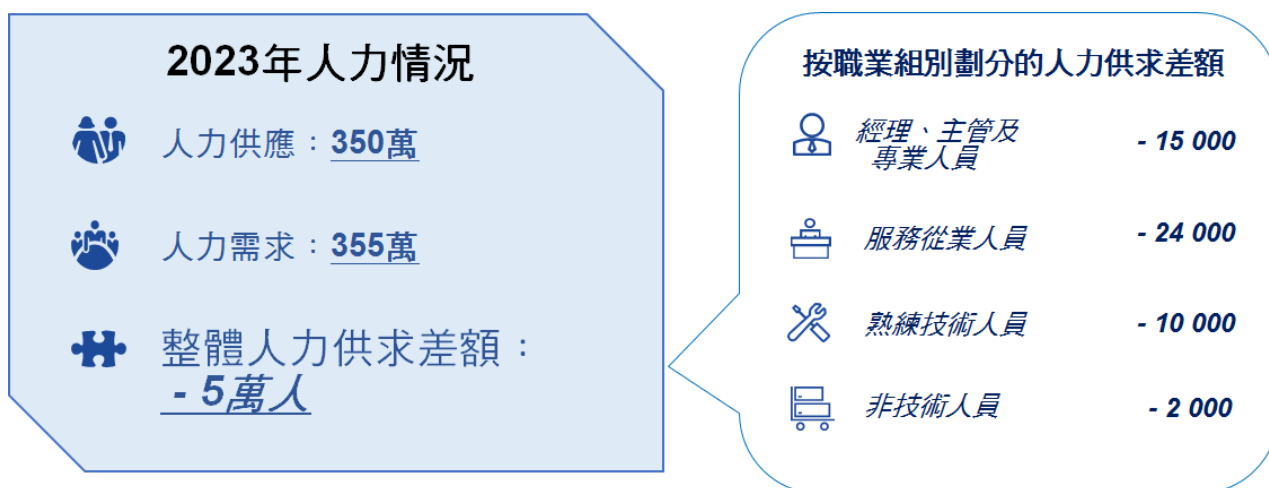 2023年人力情況
人力供應：350萬
人力需求：355萬
整體人力供求差額：
- 5萬人
按職業組別劃分的人力供求差額
經理、主管及
專業人員
- 15 000
服務從業人員
- 24 000
熟練技術人員
- 10 000
非技術人員
- 2 000